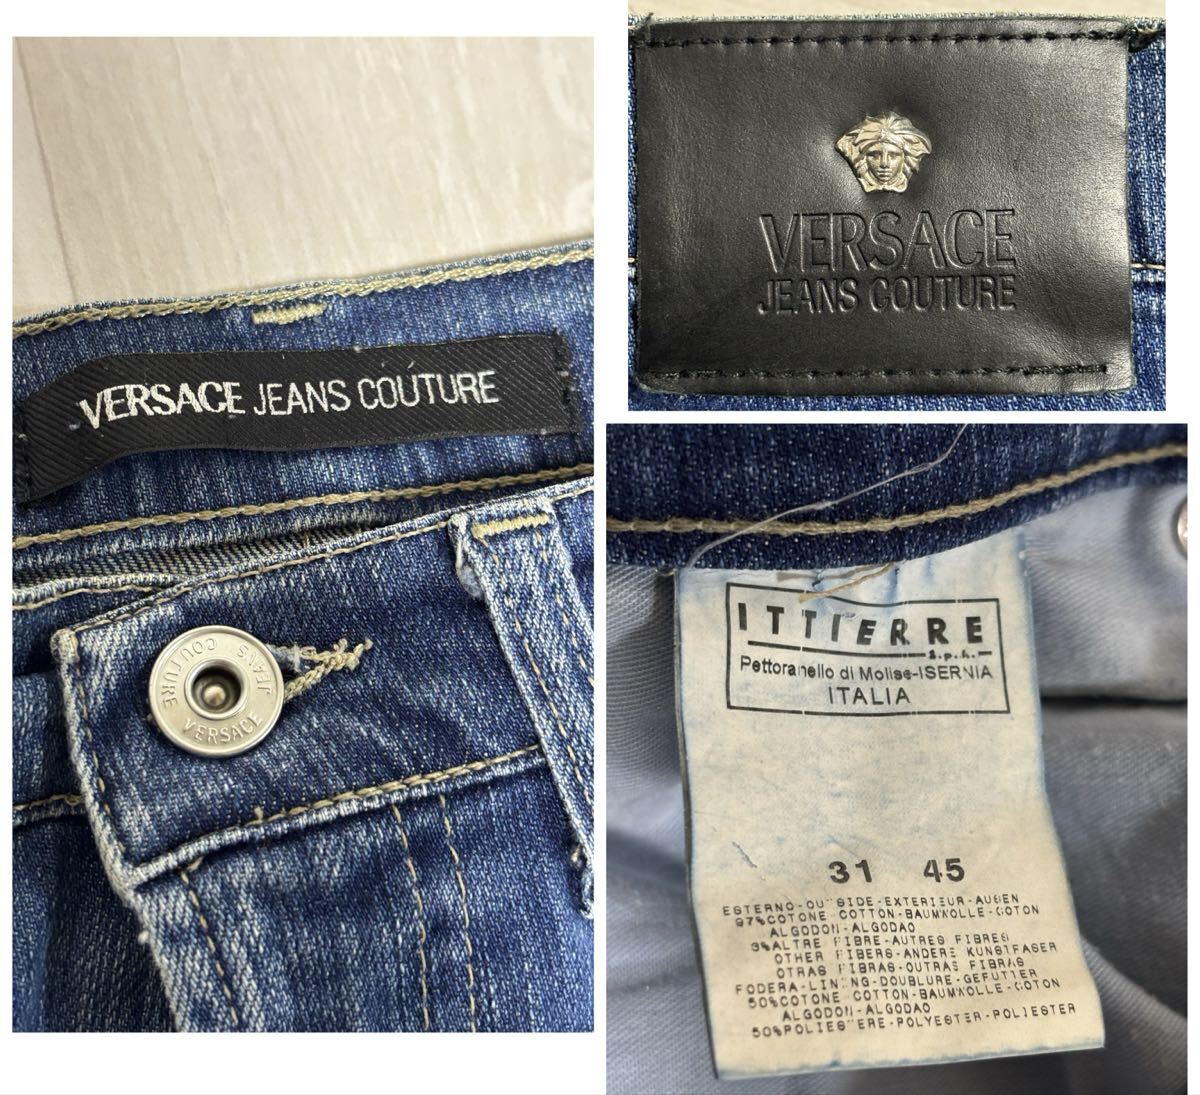 VERSACE JEANS COUTURE
JEANS COUTURE VERSACE
VERSACE
JEANS COUTURE
ITTIERRE
S.p.A.
Pettoranello di Molise-ISERNIA
ITALIA
31 45
ESTERNO-OUTSIDE-EXTERIEUR-AUBEN
97%COTONE COTTON-BAUMWOLLE-COTON
ALGODON-ALGODAO
3%ALTRE FIBRE-AUTRES FIBRES
OTHER FIBERS-ANDERE KUNSTFASER
OTRAS FIBRAS-OUTRAS FIBRAS
FODERA-LINING-DOUBLURE-GEFUTTER
50%COTONE COTTON-BAUMWOLLE-COTON
ALGODON-ALGODAO
50%POLIESTERE-POLYESTER-POLIESTER